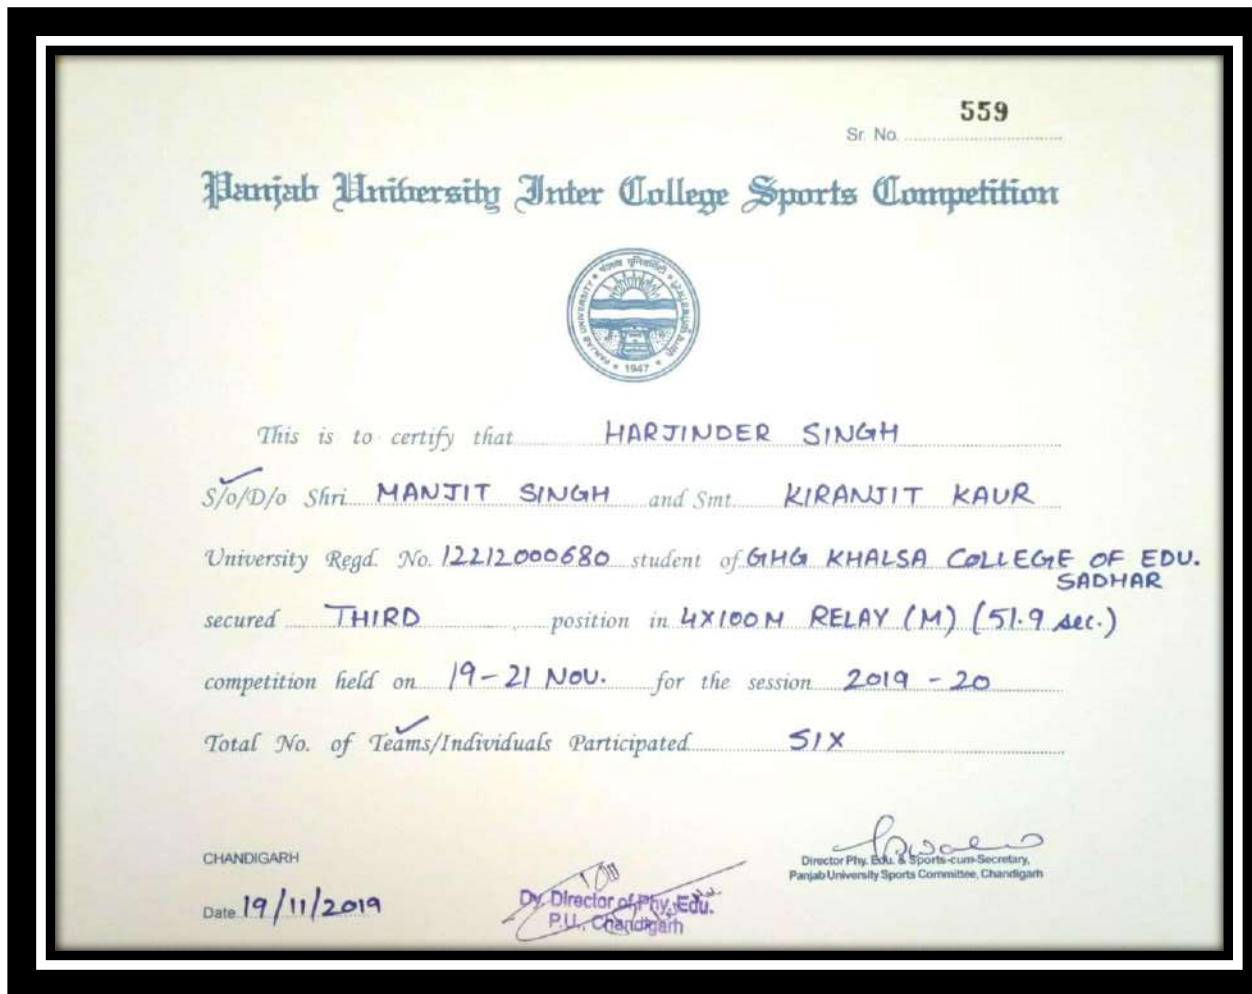 559
Sr. No.
Panjab University Inter College Sports Competition
PANJAB UNIVERSITY
1947
This is to certify that HARJINDER SINGH
S/o/D/o Shri MANJIT SINGH and Smt. KIRANJIT KAUR
University Regd. No. 12212000680 student of GHG KHALSA COLLEGE OF EDU.
SADHAR
secured THIRD position in 4X100M RELAY (M) (51.9 sec.)
competition held on 19-21 NOV. for the session 2019 - 20
Total No. of Teams/Individuals Participated SIX
CHANDIGARH
Date 19/11/2019
Dy. Director of Phy. Edu.
P.U., Chandigarh
Director Phy. Edu. & Sports-cum-Secretary,
Panjab University Sports Committee, Chandigarh